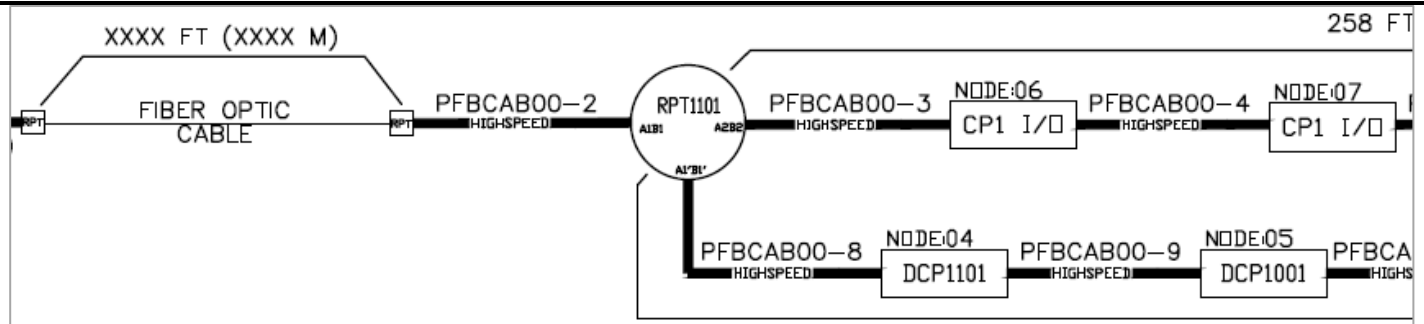 258 FT
XXXX FT (XXXX M)
RPT
FIBER OPTIC
CABLE
RPT
PFBCAB00-2
HIGHSPEED
RPT1101
A1B1
A2B2
A1'B1'
PFBCAB00-3
HIGHSPEED
NODE:06
CP1 I/O
PFBCAB00-4
HIGHSPEED
NODE:07
CP1 I/O
PFBCAB00-8
HIGHSPEED
NODE:04
DCP1101
PFBCAB00-9
HIGHSPEED
NODE:05
DCP1001
PFBCA
HIGHS